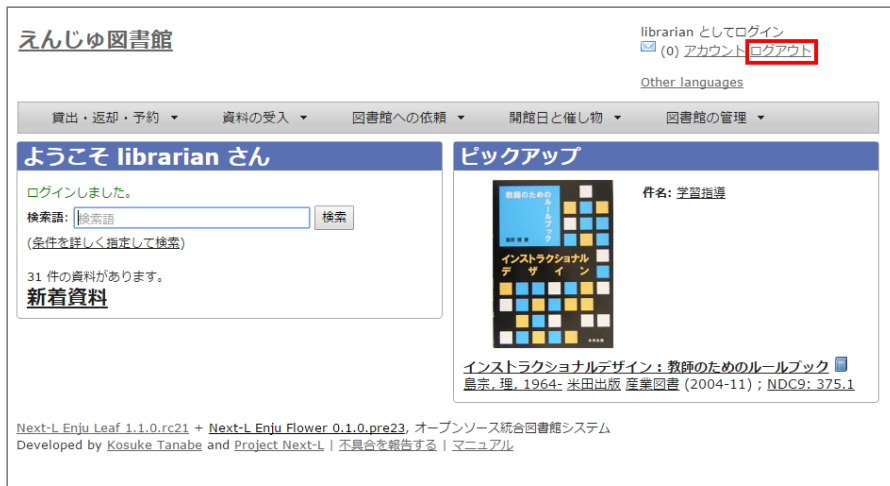 えんじゅ図書館
librarian としてログイン
(0) アカウント ログアウト
Other languages
貸出・返却・予約 ▼ 資料の受入 ▼ 図書館への依頼 ▼ 開館日と催し物 ▼ 図書館の管理 ▼
ようこそ librarian さん
ログインしました。
検索語: 検索語 検索
(条件を詳しく指定して検索)
31 件の資料があります。
新着資料
ピックアップ
教師のための
ルールブック
島宗 理 著
インストラクショナル
デザイン
件名: 学習指導
インストラクショナルデザイン : 教師のためのルールブック
島宗, 理, 1964- 米田出版 産業図書 (2004-11) ; NDC9: 375.1
Next-L Enju Leaf 1.1.0.rc21 + Next-L Enju Flower 0.1.0.pre23, オープンソース統合図書館システム
Developed by Kosuke Tanabe and Project Next-L | 不具合を報告する | マニュアル